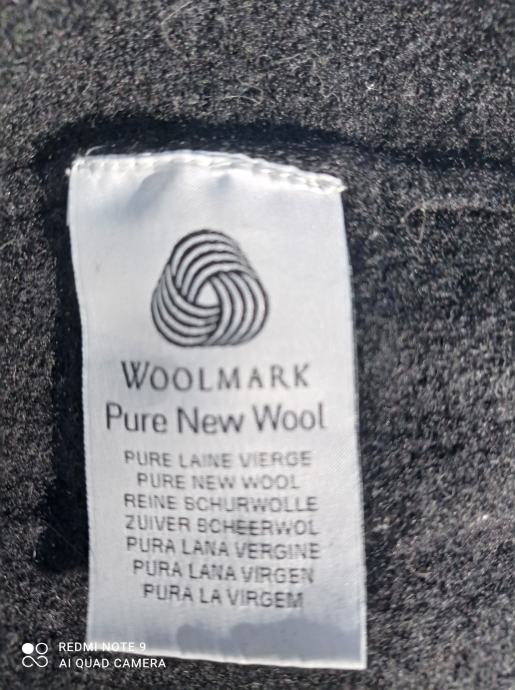 WOOLMARK
Pure New Wool
PURE LAINE VIERGE
PURE NEW WOOL
REINE SCHURWOLLE
ZUIVER SCHEERWOL
PURA LANA VERGINE
PURA LANA VIRGEN
PURA LA VIRGEM
REDMI NOTE 9
AI QUAD CAMERA